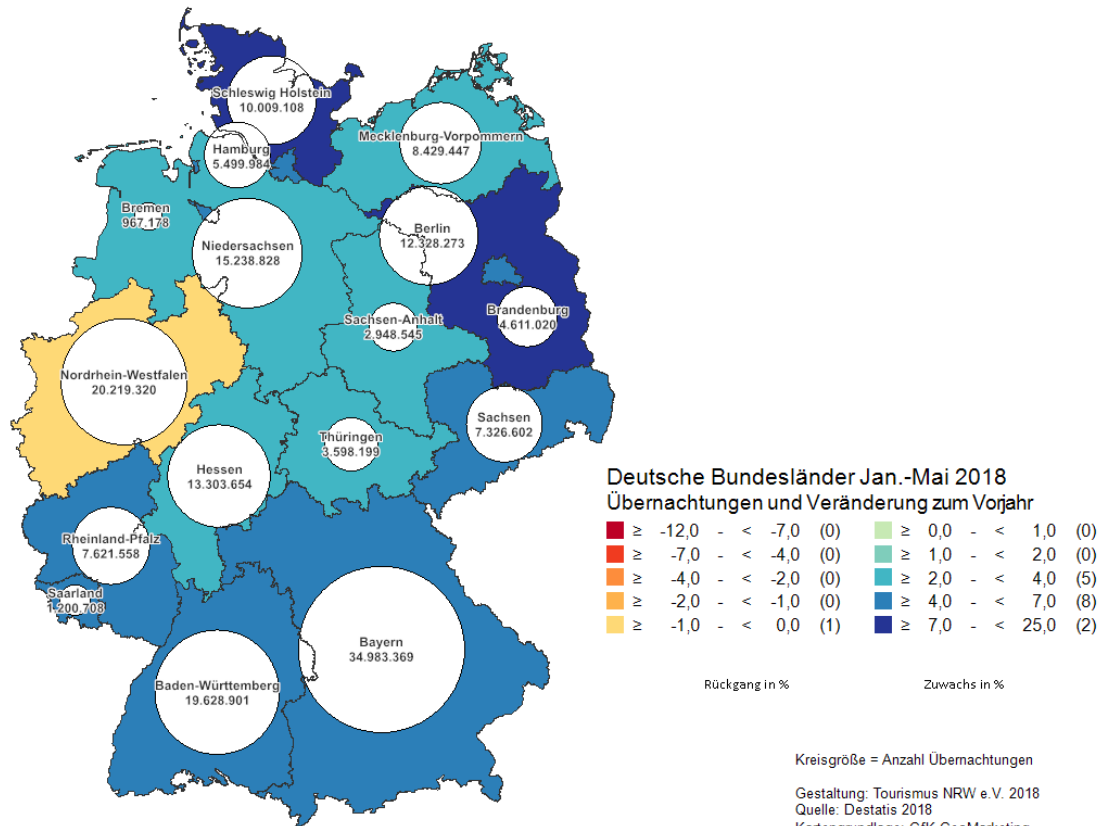 Schleswig Holstein
10.009.108
Mecklenburg-Vorpommern
8.429.447
Hamburg
5.499.984
Bremen
967.178
Berlin
12.328.273
Niedersachsen
15.238.828
Brandenburg
4.611.020
Sachsen-Anhalt
2.948.545
Nordrhein-Westfalen
20.219.320
Sachsen
7.326.602
Thüringen
3.598.199
Hessen
13.303.654
Rheinland-Pfalz
7.621.558
Saarland
1.200.708
Bayern
34.983.369
Baden-Württemberg
19.628.901
Deutsche Bundesländer Jan.-Mai 2018
Übernachtungen und Veränderung zum Vorjahr
≥ -12,0 - < -7,0 (0) ≥ 0,0 - < 1,0 (0)
≥ -7,0 - < -4,0 (0) ≥ 1,0 - < 2,0 (0)
≥ -4,0 - < -2,0 (0) ≥ 2,0 - < 4,0 (5)
≥ -2,0 - < -1,0 (0) ≥ 4,0 - < 7,0 (8)
≥ -1,0 - < 0,0 (1) ≥ 7,0 - < 25,0 (2)
Rückgang in % Zuwachs in %
Kreisgröße = Anzahl Übernachtungen
Gestaltung: Tourismus NRW e.V. 2018
Quelle: Destatis 2018
Kartengrundlage: GfK GeoMarketing